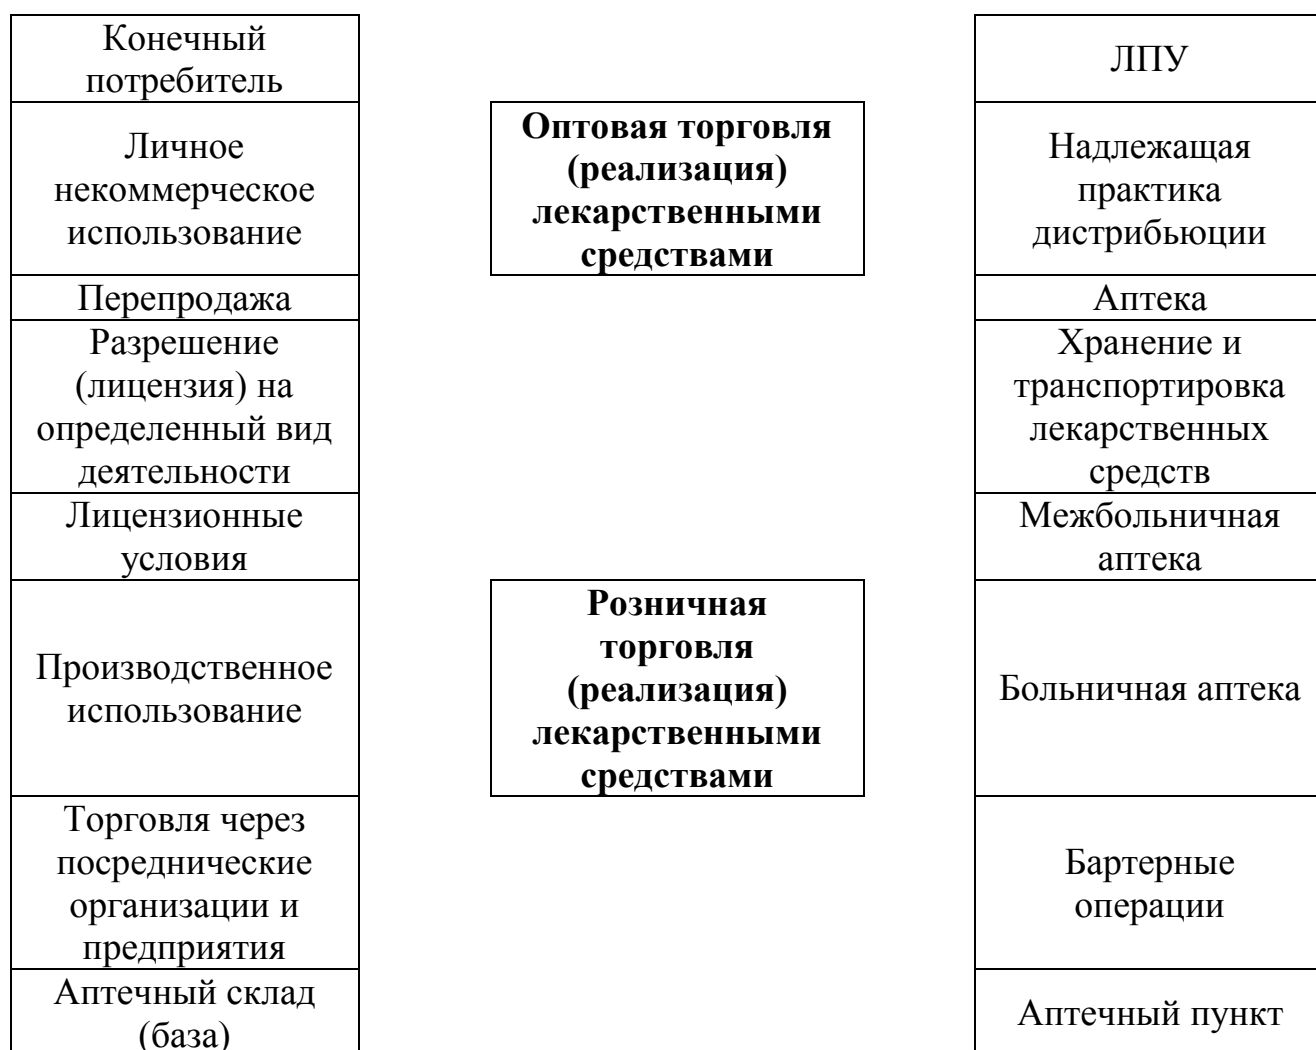 Конечный
потребитель
Личное
некоммерческое
использование
Перепродажа
Разрешение
(лицензия) на
определенный вид
деятельности
Лицензионные
условия
Производственное
использование
Торговля через
посреднические
организации и
предприятия
Аптечный склад
(база)
Оптовая торговля
(реализация)
лекарственными
средствами
Розничная
торговля
(реализация)
лекарственными
средствами
ЛПУ
Надлежащая
практика
дистрибьюции
Аптека
Хранение и
транспортировка
лекарственных
средств
Межбольничная
аптека
Больничная аптека
Бартерные
операции
Аптечный пункт